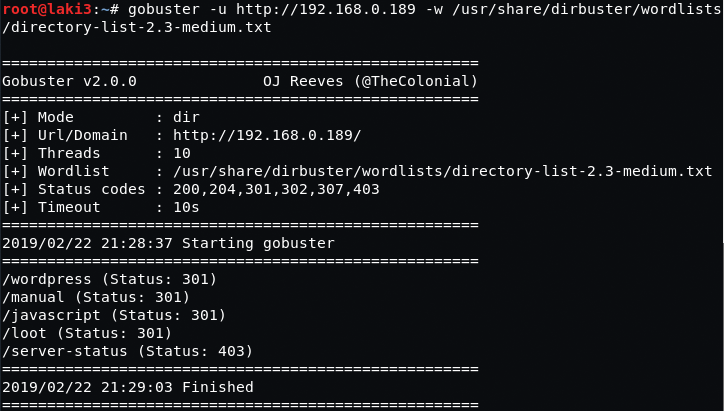 root@laki3:~# gobuster -u http://192.168.0.189 -w /usr/share/dirbuster/wordlists
/directory-list-2.3-medium.txt
=====================================================
Gobuster v2.0.0              OJ Reeves (@TheColonial)
=====================================================
[+] Mode         : dir
[+] Url/Domain   : http://192.168.0.189/
[+] Threads      : 10
[+] Wordlist     : /usr/share/dirbuster/wordlists/directory-list-2.3-medium.txt
[+] Status codes : 200,204,301,302,307,403
[+] Timeout      : 10s
=====================================================
2019/02/22 21:28:37 Starting gobuster
=====================================================
/wordpress (Status: 301)
/manual (Status: 301)
/javascript (Status: 301)
/loot (Status: 301)
/server-status (Status: 403)
=====================================================
2019/02/22 21:29:03 Finished
=====================================================